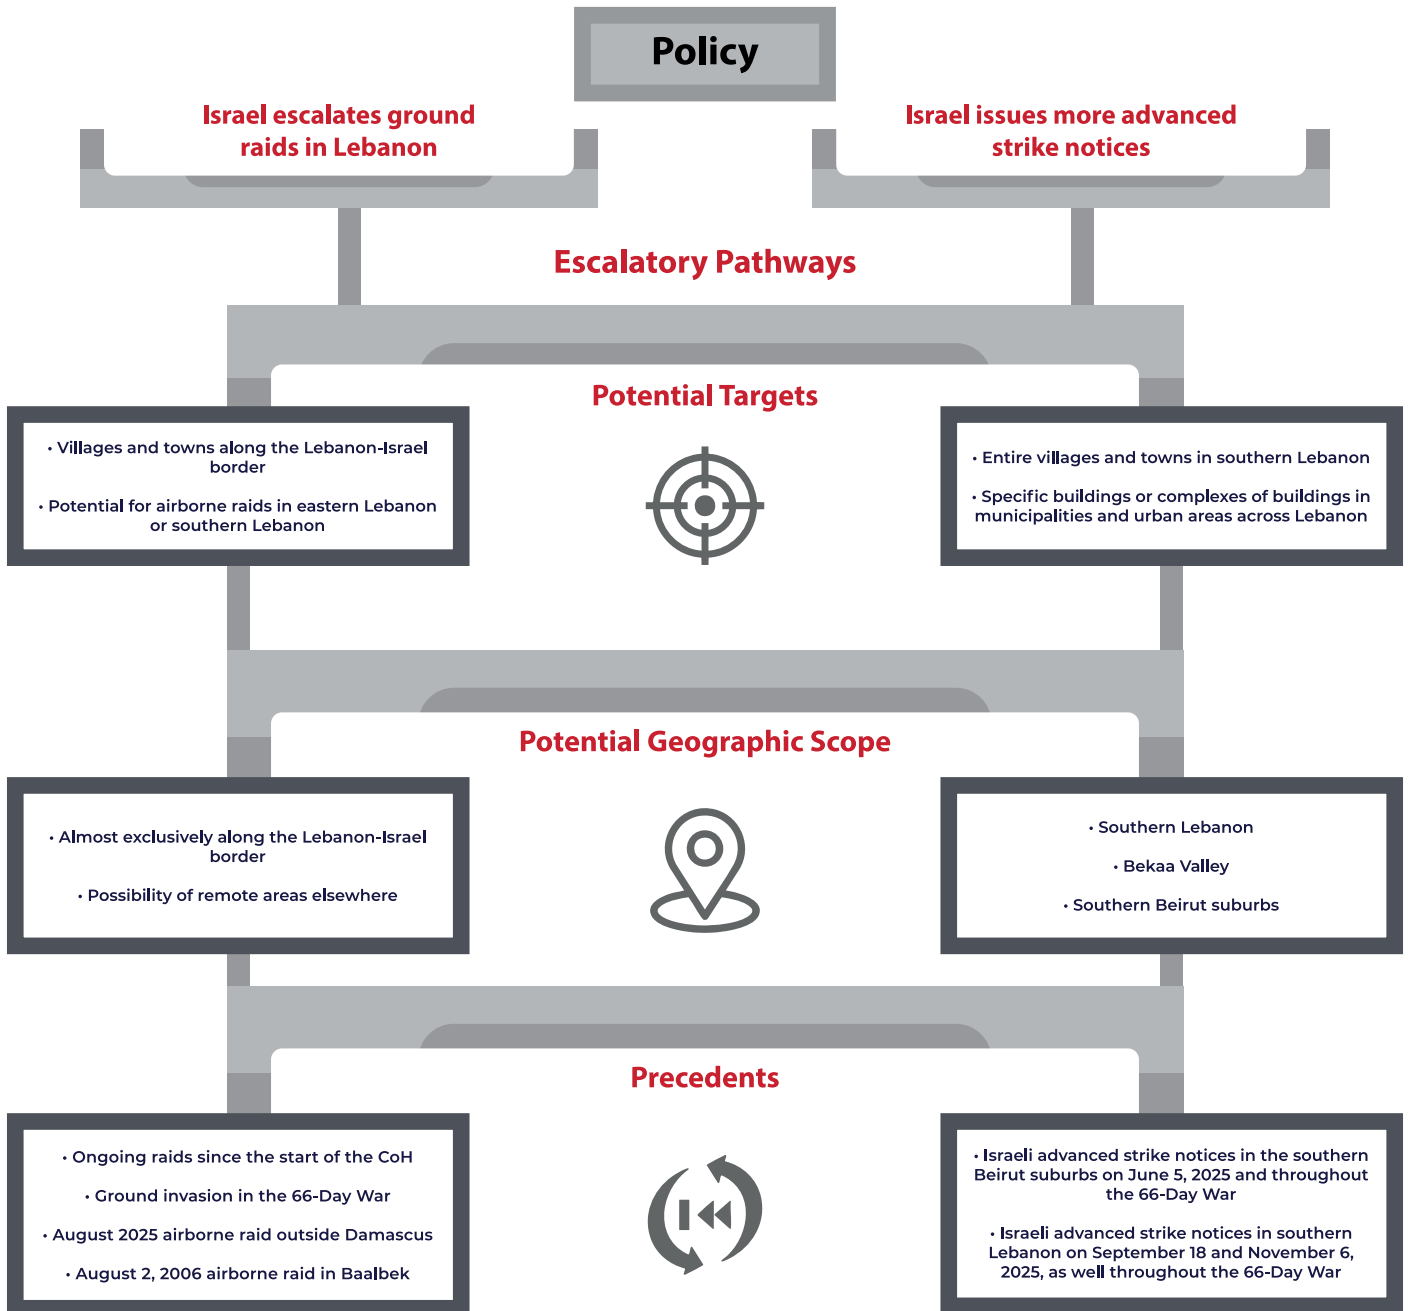 Policy
Israel escalates ground
raids in Lebanon
Israel issues more advanced
strike notices
Escalatory Pathways
Potential Targets
• Villages and towns along the Lebanon-Israel
border
• Potential for airborne raids in eastern Lebanon
or southern Lebanon
• Entire villages and towns in southern Lebanon
• Specific buildings or complexes of buildings in
municipalities and urban areas across Lebanon
Potential Geographic Scope
• Almost exclusively along the Lebanon-Israel
border
• Possibility of remote areas elsewhere
• Southern Lebanon
• Bekaa Valley
• Southern Beirut suburbs
Precedents
• Ongoing raids since the start of the CoH
• Ground invasion in the 66-Day War
• August 2025 airborne raid outside Damascus
• August 2, 2006 airborne raid in Baalbek
• Israeli advanced strike notices in the southern
Beirut suburbs on June 5, 2025 and throughout
the 66-Day War
• Israeli advanced strike notices in southern
Lebanon on September 18 and November 6,
2025, as well throughout the 66-Day War